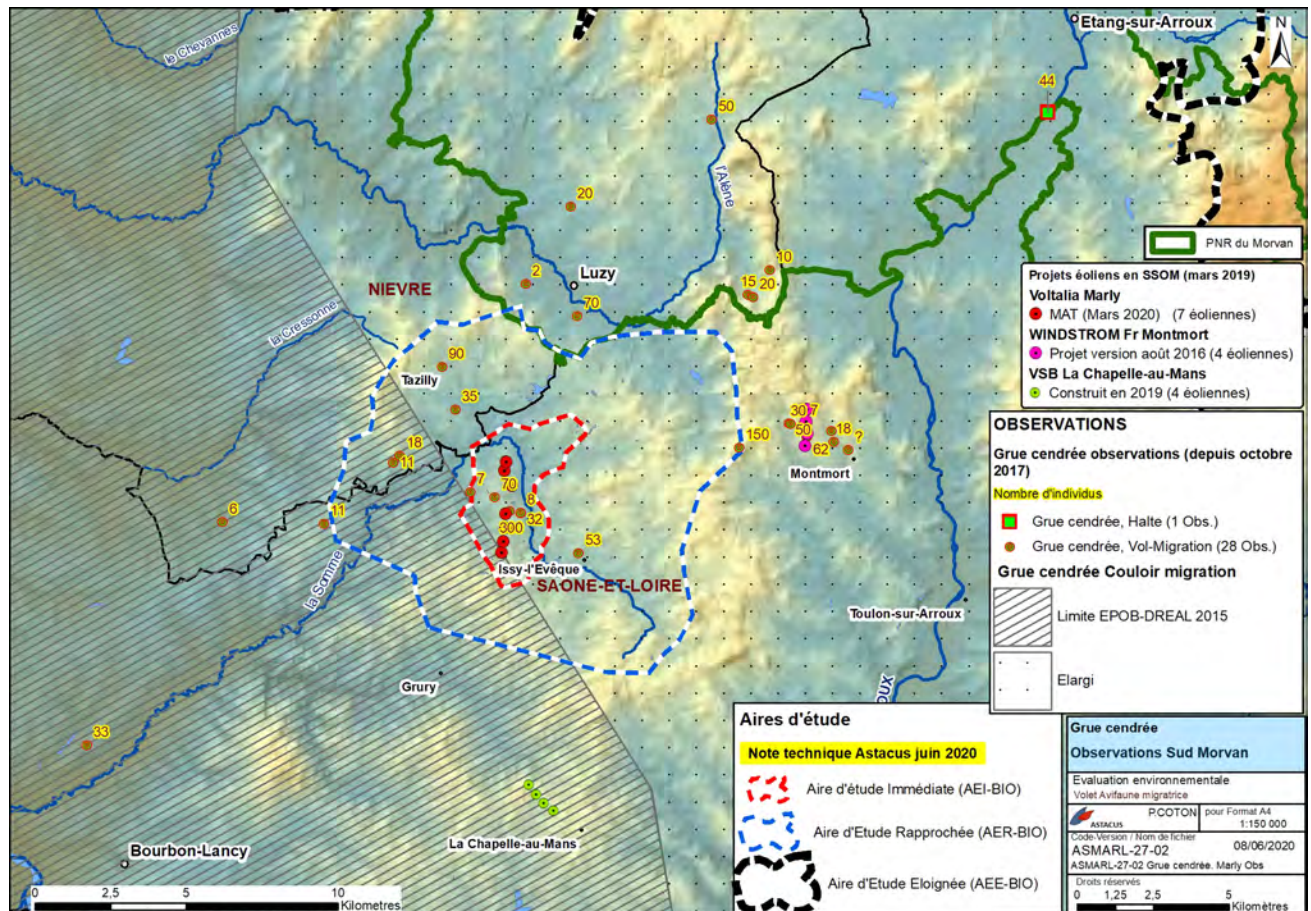 le Chevannes
Etang-sur-Arroux
N
44
50
l'Alène
20
PNR du Morvan
10
15
20
2
Luzy
NIEVRE
70
la Cressonne
90
Tazilly
35
150
30
7
50
18
62
?
Montmort
18
11
7
70
8
6
11
300
32
53
Issy-l'Evêque
SAONE-ET-LOIRE
la Somme
Toulon-sur-Arroux
Grury
OUX
33
La Chapelle-au-Mans
Bourbon-Lancy
0 2,5 5 10
Kilometres
Projets éoliens en SSOM (mars 2019)
Voltalia Marly
MAT (Mars 2020) (7 éoliennes)
WINDSTROM Fr Montmort
Projet version août 2016 (4 éoliennes)
VSB La Chapelle-au-Mans
Construit en 2019 (4 éoliennes)
OBSERVATIONS
Grue cendrée observations (depuis octobre
2017)
Nombre d'individus
Grue cendrée, Halte (1 Obs.)
Grue cendrée, Vol-Migration (28 Obs.)
Grue cendrée Couloir migration
Limite EPOB-DREAL 2015
Elargi
Aires d'étude
Note technique Astacus juin 2020
Aire d'étude Immédiate (AEI-BIO)
Aire d'Etude Rapprochée (AER-BIO)
Aire d'Etude Eloignée (AEE-BIO)
Grue cendrée
Observations Sud Morvan
Evaluation environnementale
Volet Avifaune migratrice
ASTACUS
P.COTON
pour Format A4
1:150 000
Code-Version / Nom de fichier
ASMARL-27-02
08/06/2020
ASMARL-27-02 Grue cendrée. Marly Obs
Droits réservés
0 1,25 2,5 5
Kilomètres